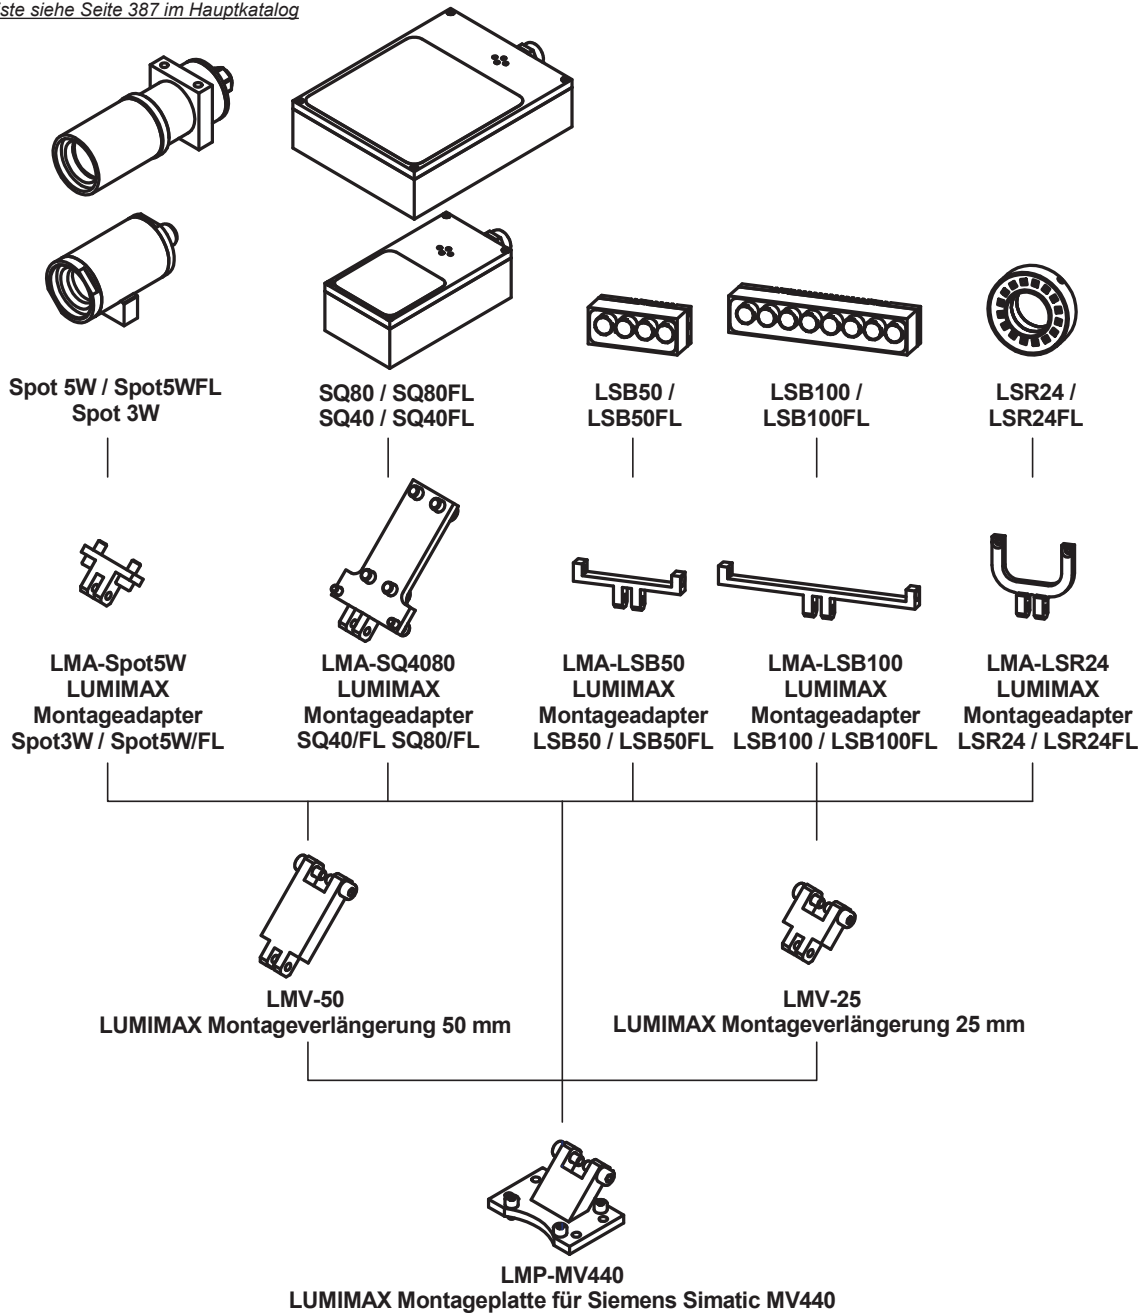 siehe Seite 387 im Hauptkatalog
Spot 5W / Spot5WFL
Spot 3W
SQ80 / SQ80FL
SQ40 / SQ40FL
LSB50 /
LSB50FL
LSB100 /
LSB100FL
LSR24 /
LSR24FL
LMA-Spot5W
LUMIMAX
Montageadapter
Spot3W / Spot5W/FL
LMA-SQ4080
LUMIMAX
Montageadapter
SQ40/FL SQ80/FL
LMA-LSB50
LUMIMAX
Montageadapter
LSB50 / LSB50FL
LMA-LSB100
LUMIMAX
Montageadapter
LSB100 / LSB100FL
LMA-LSR24
LUMIMAX
Montageadapter
LSR24 / LSR24FL
LMV-50
LUMIMAX Montageverlängerung 50 mm
LMV-25
LUMIMAX Montageverlängerung 25 mm
LMP-MV440
LUMIMAX Montageplatte für Siemens Simatic MV440